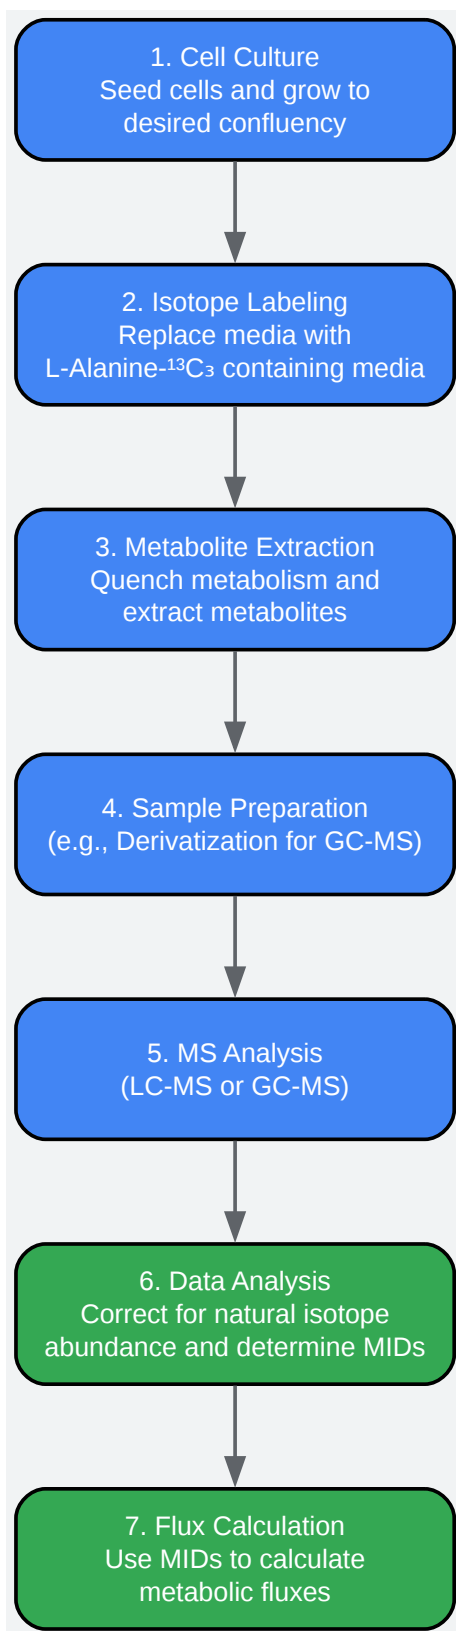 1. Cell Culture
Seed cells and grow to
desired confluency
2. Isotope Labeling
Replace media with
L-Alanine-¹³C₃ containing media
3. Metabolite Extraction
Quench metabolism and
extract metabolites
4. Sample Preparation
(e.g., Derivatization for GC-MS)
5. MS Analysis
(LC-MS or GC-MS)
6. Data Analysis
Correct for natural isotope
abundance and determine MIDs
7. Flux Calculation
Use MIDs to calculate
metabolic fluxes